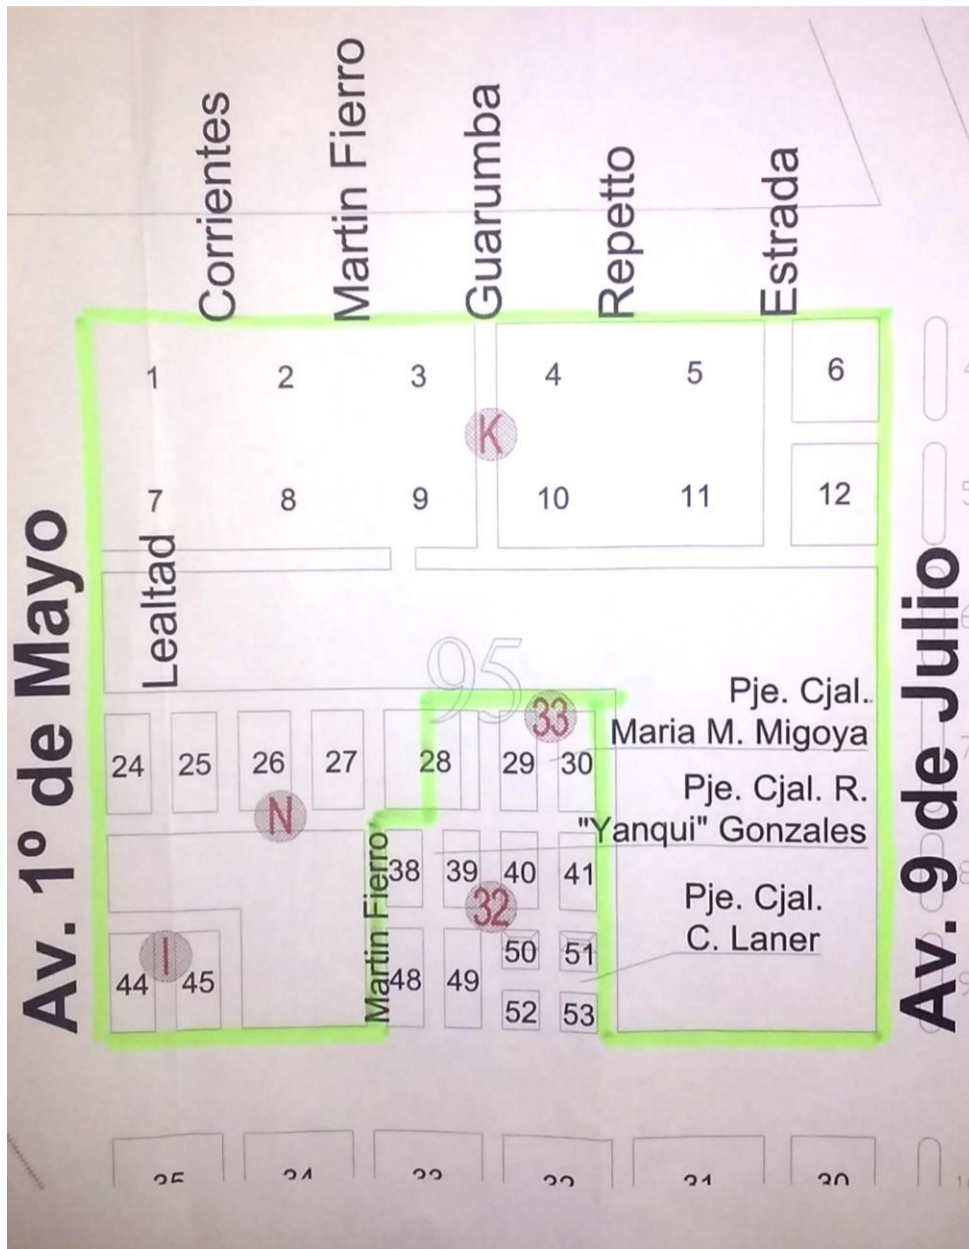 Corrientes
Martin Fierro
Guarumba
Repetto
Estrada
1 2 3 4 5 6
K
7 8 9 10 11 12
Av. 1º de Mayo
Lealtad
Av. 9 de Julio
95
Pje. Cjal.
Maria M. Migoya
33
24 25 26 27 28 29 30
Pje. Cjal. R.
"Yanqui" Gonzales
N
Martin Fierro
38 39 40 41
32
Pje. Cjal.
C. Laner
I
44 45 48 49 50 51
52 53